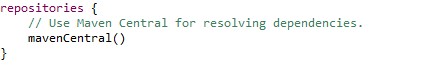 repositories {
    // Use Maven Central for resolving dependencies.
    mavenCentral()
}